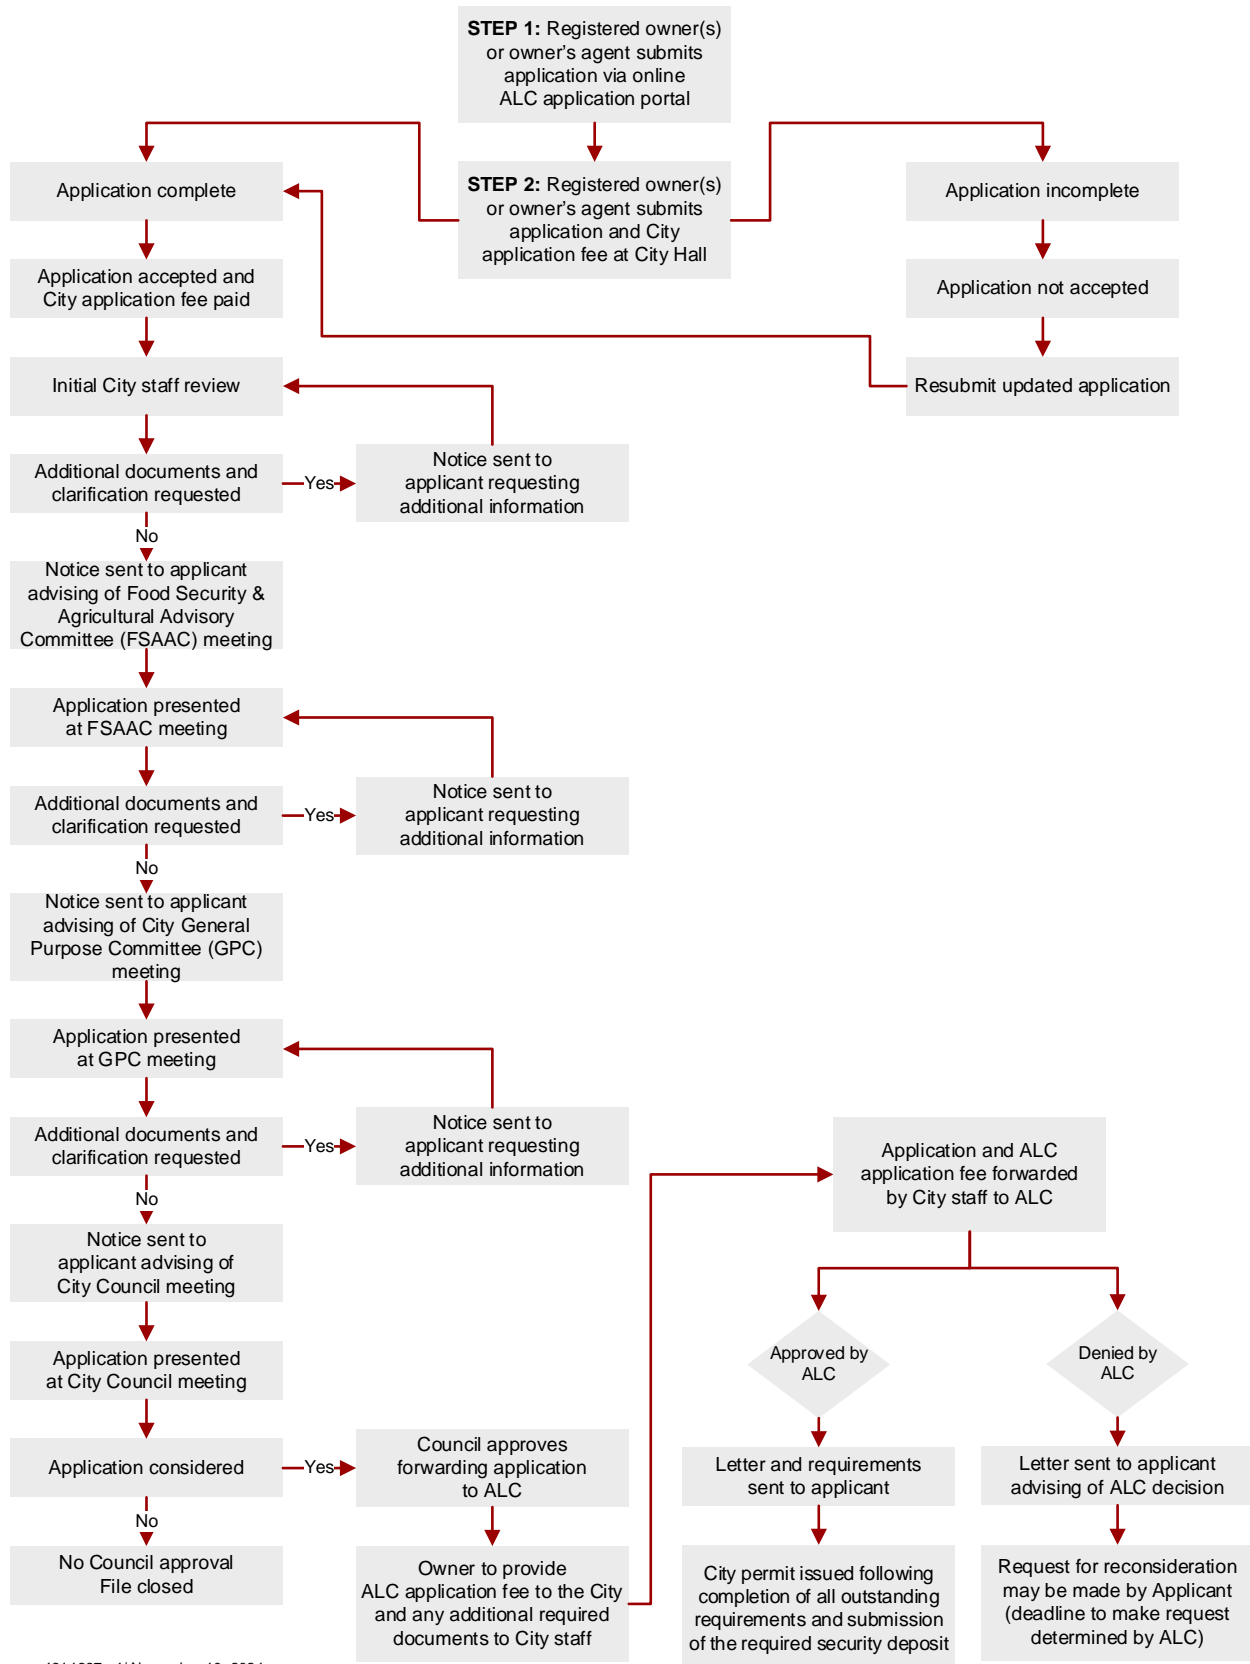 STEP 1: Registered owner(s)
or owner's agent submits
application via online
ALC application portal
STEP 2: Registered owner(s)
or owner's agent submits
application and City
application fee at City Hall
Application complete
Application incomplete
Application accepted and
City application fee paid
Application not accepted
Initial City staff review
Resubmit updated application
Additional documents and
clarification requested
Yes
Notice sent to
applicant requesting
additional information
No
Notice sent to applicant
advising of Food Security &
Agricultural Advisory
Committee (FSAAC) meeting
Application presented
at FSAAC meeting
Additional documents and
clarification requested
Yes
Notice sent to
applicant requesting
additional information
No
Notice sent to applicant
advising of City General
Purpose Committee (GPC)
meeting
Application presented
at GPC meeting
Additional documents and
clarification requested
Yes
Notice sent to
applicant requesting
additional information
No
Notice sent to
applicant advising of
City Council meeting
Application presented
at City Council meeting
Application considered
Yes
Council approves
forwarding application
to ALC
No
No Council approval
File closed
Owner to provide
ALC application fee to the City
and any additional required
documents to City staff
Application and ALC
application fee forwarded
by City staff to ALC
Approved by
ALC
Denied by
ALC
Letter and requirements
sent to applicant
Letter sent to applicant
advising of ALC decision
City permit issued following
completion of all outstanding
requirements and submission
of the required security deposit
Request for reconsideration
may be made by Applicant
(deadline to make request
determined by ALC)